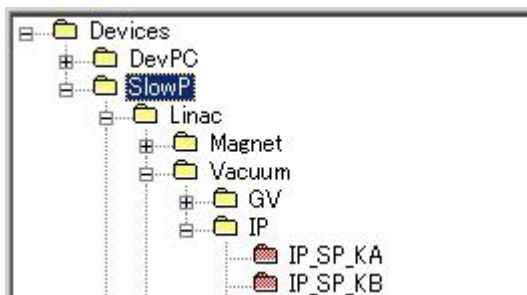 Devices
DevPC
SlowP
Linac
Magnet
Vacuum
GV
IP
IP_SP_KA
IP_SP_KB